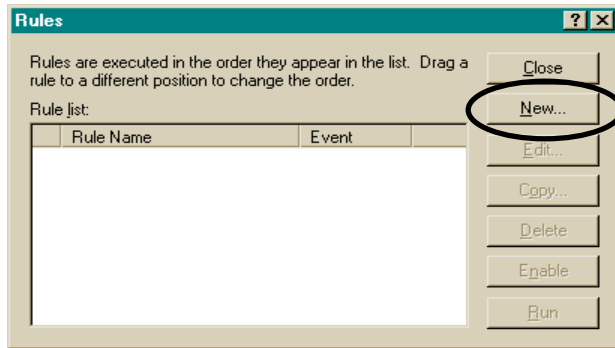 Rules
Rules are executed in the order they appear in the list. Drag a
rule to a different position to change the order.
Rule list:
Rule Name Event
Close
New...
Edit...
Copy...
Delete
Enable
Run